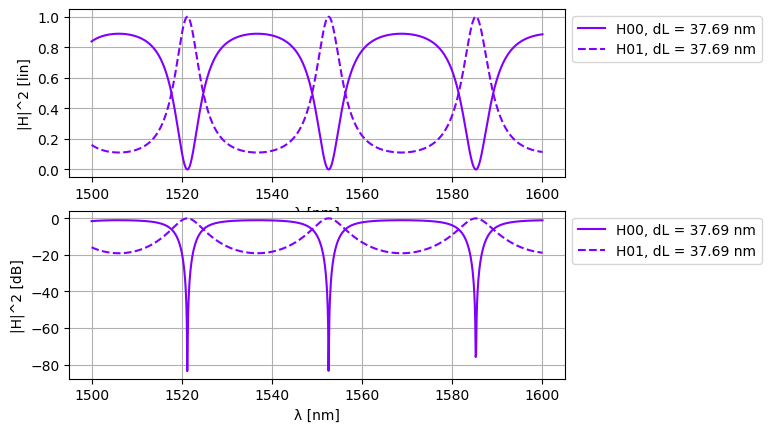 1.0
0.8
0.6
0.4
0.2
0.0
|H|^2 [lin]
1500 1520 1540 1560 1580 1600
λ [nm]
H00, dL = 37.69 nm
H01, dL = 37.69 nm
0
−20
−40
−60
−80
|H|^2 [dB]
1500 1520 1540 1560 1580 1600
λ [nm]
H00, dL = 37.69 nm
H01, dL = 37.69 nm